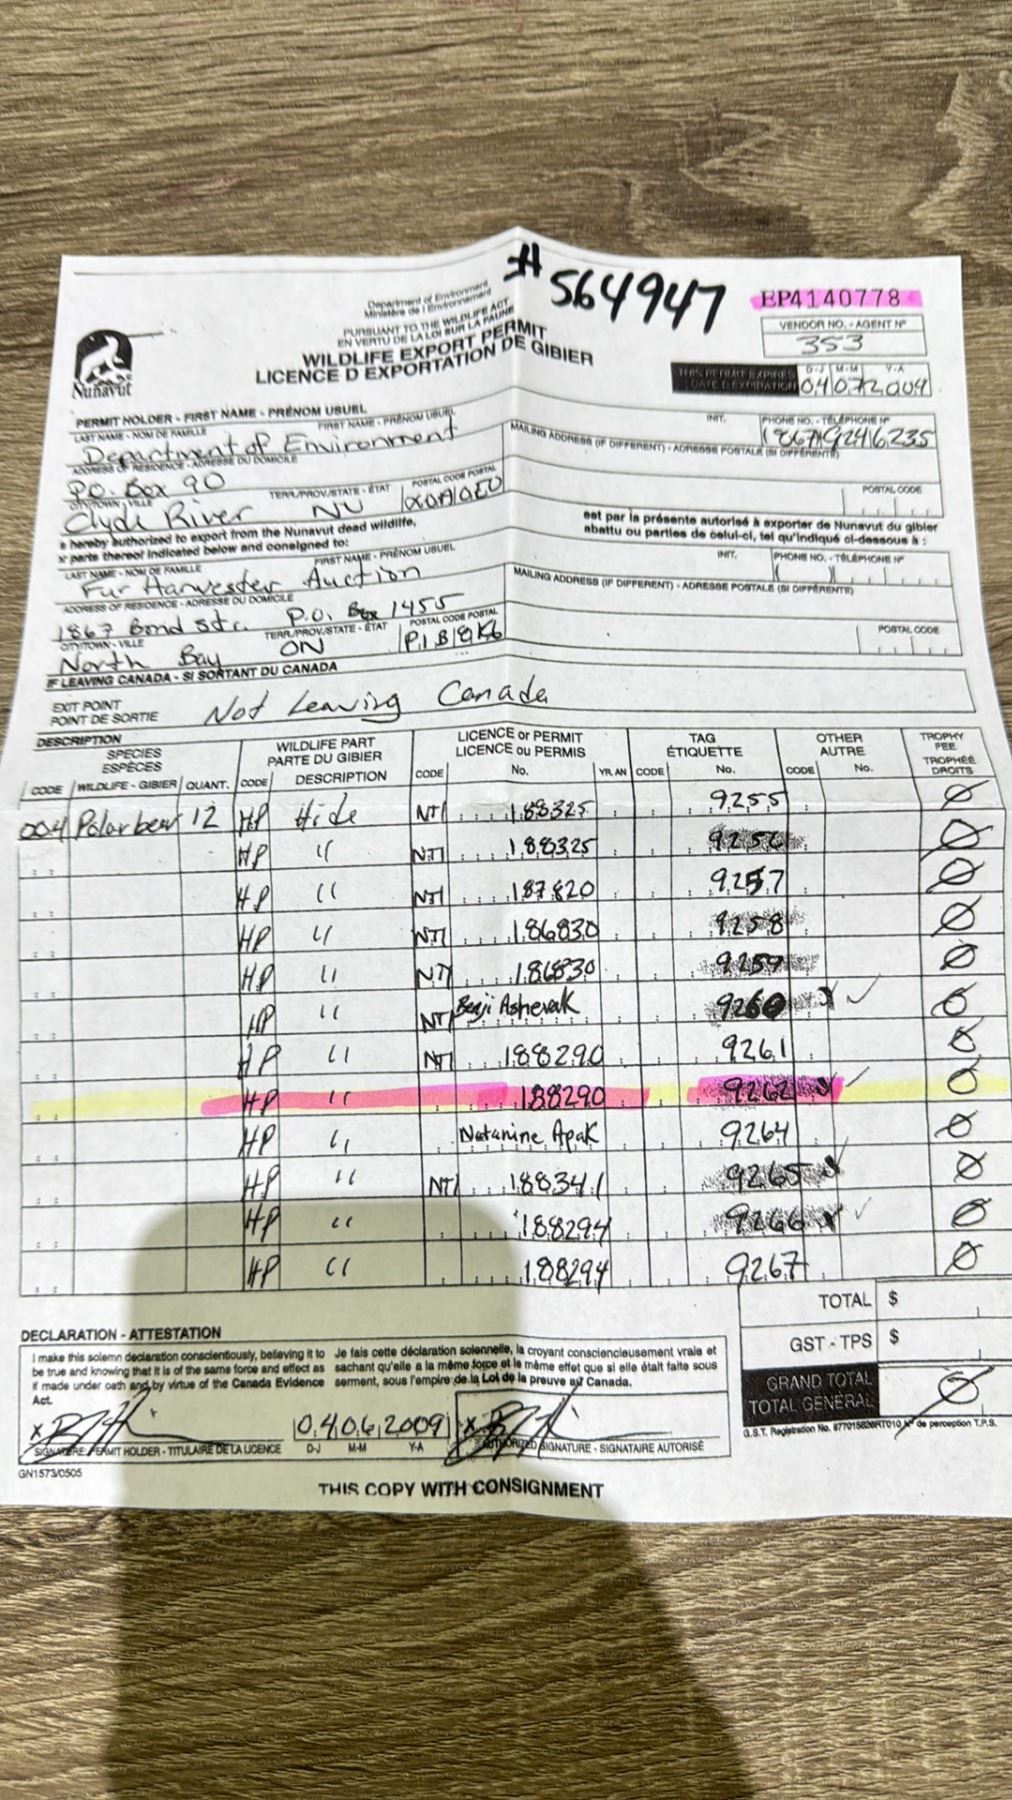 #564947
Department of Environment
Ministère de l'Environnement
PURSUANT TO THE WILDLIFE ACT
EN VERTU DE LA LOI SUR LA FAUNE
WILDLIFE EXPORT PERMIT
LICENCE D EXPORTATION DE GIBIER
Nunavut
EP4140778
VENDOR NO. - AGENT N°
353
THIS PERMIT EXPIRES
DATE D'EXPIRATION
D-J M-M Y-A
04072009
PERMIT HOLDER - FIRST NAME - PRÉNOM USUEL
LAST NAME - NOM DE FAMILLE FIRST NAME - PRÉNOM USUEL INIT. PHONE NO. - TÉLÉPHONE N°
Department of Environment (867)9246235
ADDRESS OF RESIDENCE - ADRESSE DU DOMICILE MAILING ADDRESS (IF DIFFERENT) - ADRESSE POSTALE (SI DIFFÉRENTE)
P.O. Box 90
CITY/TOWN - VILLE TERR/PROV/STATE - ÉTAT POSTAL CODE POSTAL POSTAL CODE
Clyde River NU X0A0E0
is hereby authorized to export from the Nunavut dead wildlife, est par la présente autorisé à exporter de Nunavut du gibier
x parts thereof indicated below and consigned to: abattu ou parties de celui-ci, tel qu'indiqué ci-dessous à :
LAST NAME - NOM DE FAMILLE FIRST NAME - PRÉNOM USUEL INIT. PHONE NO. - TÉLÉPHONE N°
Fur Harvester Auction
ADDRESS OF RESIDENCE - ADRESSE DU DOMICILE MAILING ADDRESS (IF DIFFERENT) - ADRESSE POSTALE (SI DIFFÉRENTE)
1867 Bond str. P.O. Box 1455
CITY/TOWN - VILLE TERR/PROV/STATE - ÉTAT POSTAL CODE POSTAL POSTAL CODE
North Bay ON P1B8K6
IF LEAVING CANADA - SI SORTANT DU CANADA
EXIT POINT
POINT DE SORTIE Not Leaving Canada
DESCRIPTION
SPECIES WILDLIFE PART LICENCE or PERMIT TAG OTHER TROPHY FEE
ESPÈCES PARTE DU GIBIER LICENCE ou PERMIS ÉTIQUETTE AUTRE TROPHÉE DROITS
CODE WILDLIFE - GIBIER QUANT. CODE DESCRIPTION CODE No. YR. AN CODE No. CODE No.
004 Polar bear 12 HP Hide NTI 188325 9255 Ø
HP " NTI 188325 9256 Ø
HP " NTI 187820 9257 Ø
HP " NTI 186830 9258 Ø
HP " NTI 186830 9259 Ø
HP " NTI Benji Ashevak 9260 x ✓ Ø
HP " NTI 188290 9261 Ø
HP " 188290 9262 x ✓ Ø
HP " Natanine Apak 9264 Ø
HP " NTI 188341 9265 x ✓ Ø
HP " 188294 9266 x ✓ Ø
HP " 188294 9267 Ø
TOTAL $
GST - TPS $
GRAND TOTAL
TOTAL GÉNÉRAL Ø
DECLARATION - ATTESTATION
I make this solemn declaration conscientiously, believing it to be true and knowing that it is of the same force and effect as if made under oath and by virtue of the Canada Evidence Act.
Je fais cette déclaration solennelle, la croyant consciencieusement vraie et sachant qu'elle a la même force et le même effet que si elle était faite sous serment, sous l'empire de la Loi de la preuve au Canada.
G.S.T. Registration No. N° de perception T.P.S.
x 04062009 x
SIGNATURE PERMIT HOLDER - TITULAIRE DE LA LICENCE D-J M-M Y-A AUTHORIZED SIGNATURE - SIGNATAIRE AUTORISÉ
GN1573/0505
THIS COPY WITH CONSIGNMENT